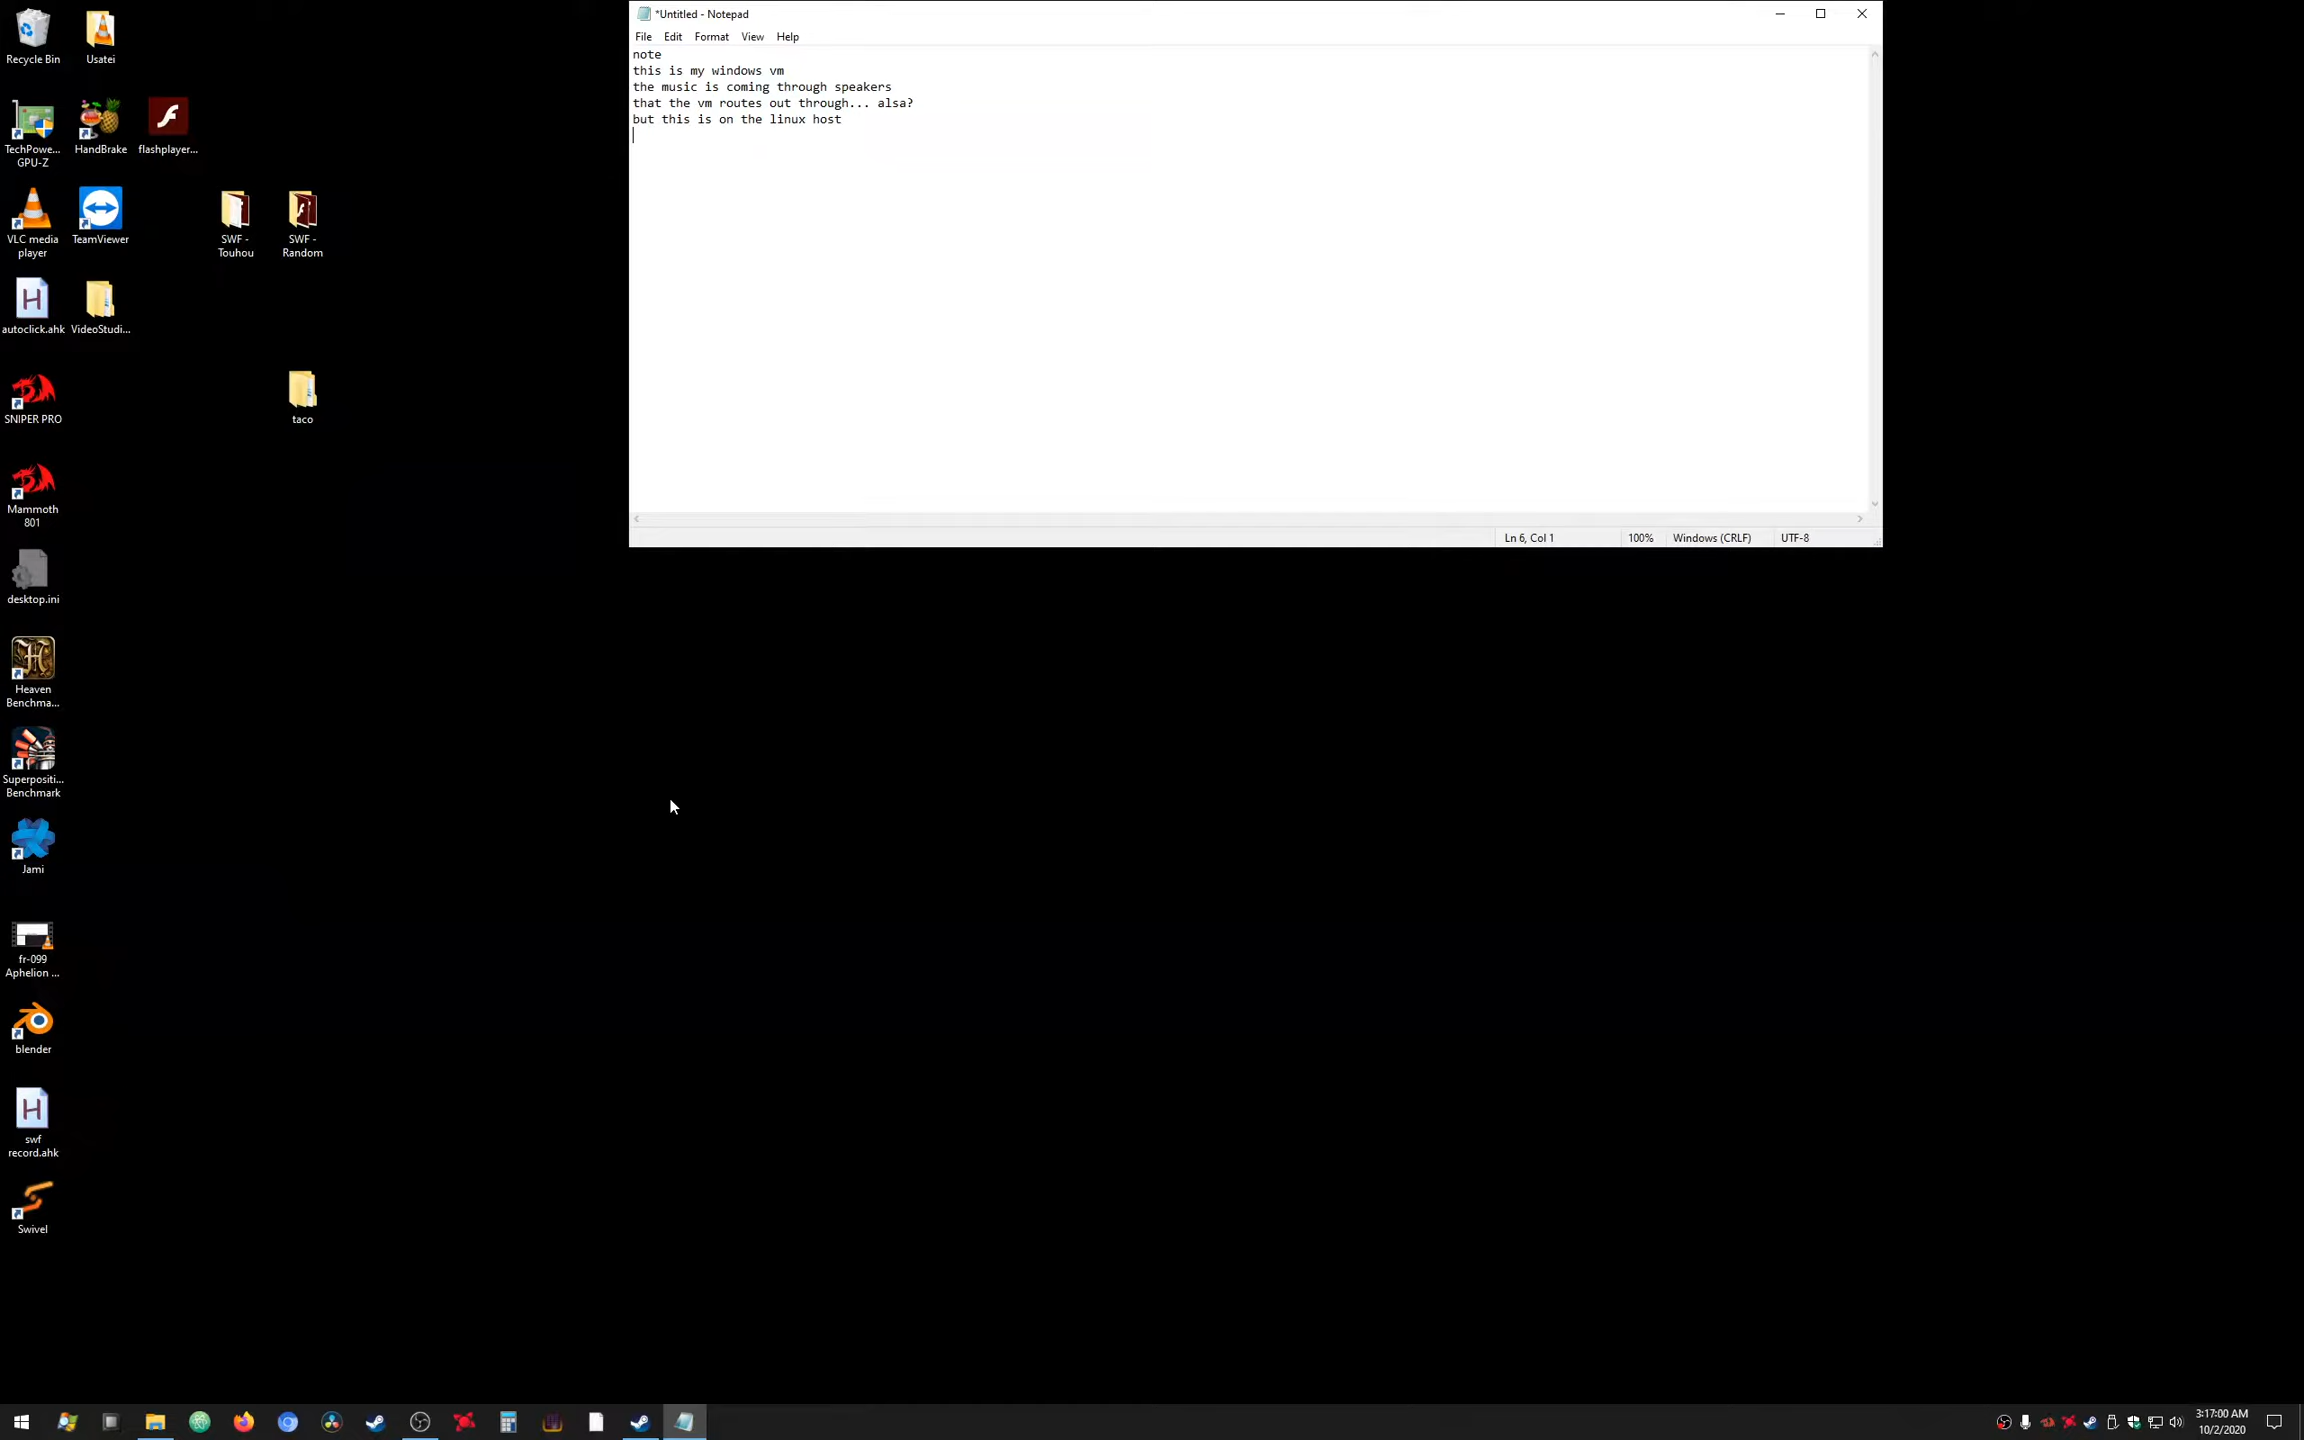 *Untitled - Notepad
File Edit Format View Help
note
this is my windows vm
the music is coming through speakers
that the vm routes out through... alsa?
but this is on the linux host
Ln 6, Col 1 100% Windows (CRLF) UTF-8
Recycle Bin
Usatei
TechPowe...
GPU-Z
HandBrake
flashplayer...
VLC media
player
TeamViewer
SWF -
Touhou
SWF -
Random
autoclick.ahk
VideoStudi...
SNIPER PRO
taco
Mammoth
801
desktop.ini
Heaven
Benchma...
Superpositi...
Benchmark
Jami
fr-099
Aphelion ...
blender
swf
record.ahk
Swivel
3:17:00 AM
10/2/2020